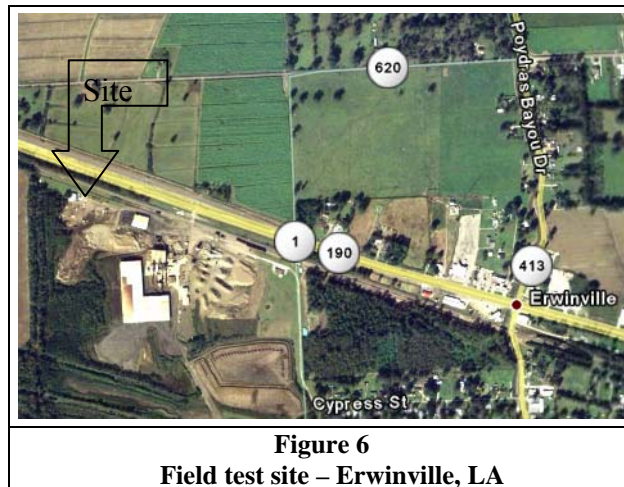 620
Poydras Bayou Dr
Site
1
190
413
Erwinville
Cypress St
Figure 6
Field test site – Erwinville, LA